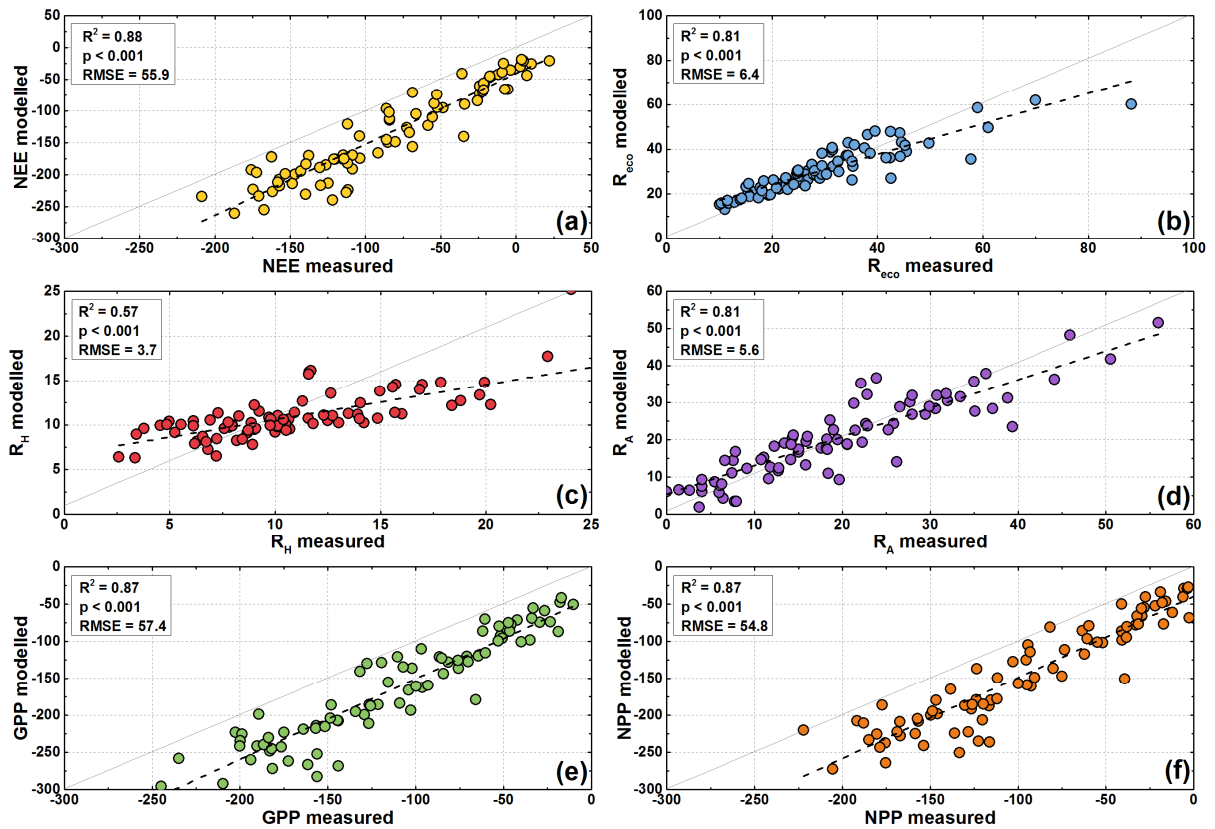 R² = 0.88
p < 0.001
RMSE = 55.9
NEE modelled
50
0
-50
-100
-150
-200
-250
-300
(a)
-300 -250 -200 -150 -100 -50 0 50
NEE measured
R² = 0.81
p < 0.001
RMSE = 6.4
Reco modelled
100
80
60
40
20
0
(b)
0 20 40 60 80 100
Reco measured
R² = 0.57
p < 0.001
RMSE = 3.7
RH modelled
25
20
15
10
5
0
(c)
0 5 10 15 20 25
RH measured
R² = 0.81
p < 0.001
RMSE = 5.6
RA modelled
60
50
40
30
20
10
0
(d)
0 10 20 30 40 50 60
RA measured
R² = 0.87
p < 0.001
RMSE = 57.4
GPP modelled
0
-50
-100
-150
-200
-250
-300
(e)
-300 -250 -200 -150 -100 -50 0
GPP measured
R² = 0.87
p < 0.001
RMSE = 54.8
NPP modelled
0
-50
-100
-150
-200
-250
-300
(f)
-300 -250 -200 -150 -100 -50 0
NPP measured